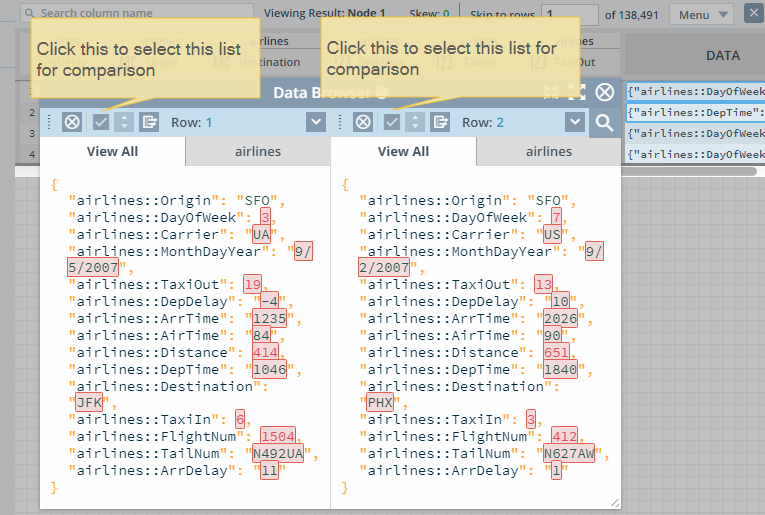 Search column name
Viewing Result: Node 1
Skew: 0
Skip to rows
1
of 138,491
Menu
Click this to select this list
for comparison
Click this to select this list for
comparison
airlines
airlines
Origin
Destination
Distance
TaxiIn
TaxiOut
DATA
Data Browser
{"airlines::DayOfWeek
2
{"airlines::DepTime":
3
{"airlines::DayOfWeek
4
{"airlines::DayOfWeek
Row: 1
Row: 2
View All
airlines
View All
airlines
{
"airlines::Origin": "SFO",
"airlines::DayOfWeek": 3,
"airlines::Carrier": "UA",
"airlines::MonthDayYear": "9/
5/2007",
"airlines::TaxiOut": 19,
"airlines::DepDelay": "-4",
"airlines::ArrTime": "1235",
"airlines::AirTime": "84",
"airlines::Distance": 414,
"airlines::DepTime": "1046",
"airlines::Destination":
"JFK",
"airlines::TaxiIn": 6,
"airlines::FlightNum": 1504,
"airlines::TailNum": "N492UA",
"airlines::ArrDelay": "11"
}
{
"airlines::Origin": "SFO",
"airlines::DayOfWeek": 7,
"airlines::Carrier": "US",
"airlines::MonthDayYear": "9/
2/2007",
"airlines::TaxiOut": 13,
"airlines::DepDelay": "10",
"airlines::ArrTime": "2026",
"airlines::AirTime": "90",
"airlines::Distance": 651,
"airlines::DepTime": "1840",
"airlines::Destination":
"PHX",
"airlines::TaxiIn": 3,
"airlines::FlightNum": 412,
"airlines::TailNum": "N627AW",
"airlines::ArrDelay": "1"
}